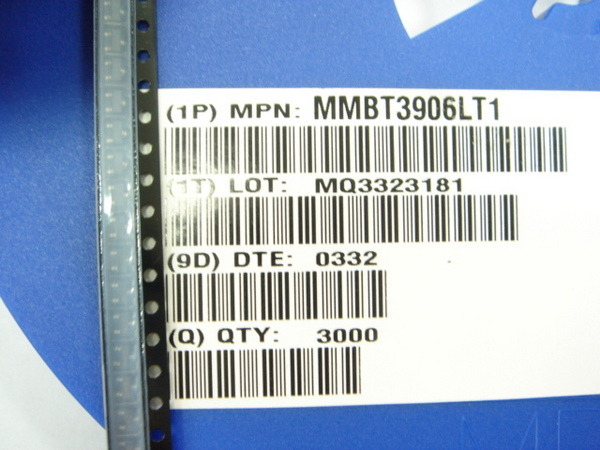 (1P) MPN: MMBT3906LT1
(1T) LOT: MQ3323181
(9D) DTE: 0332
(Q) QTY: 3000